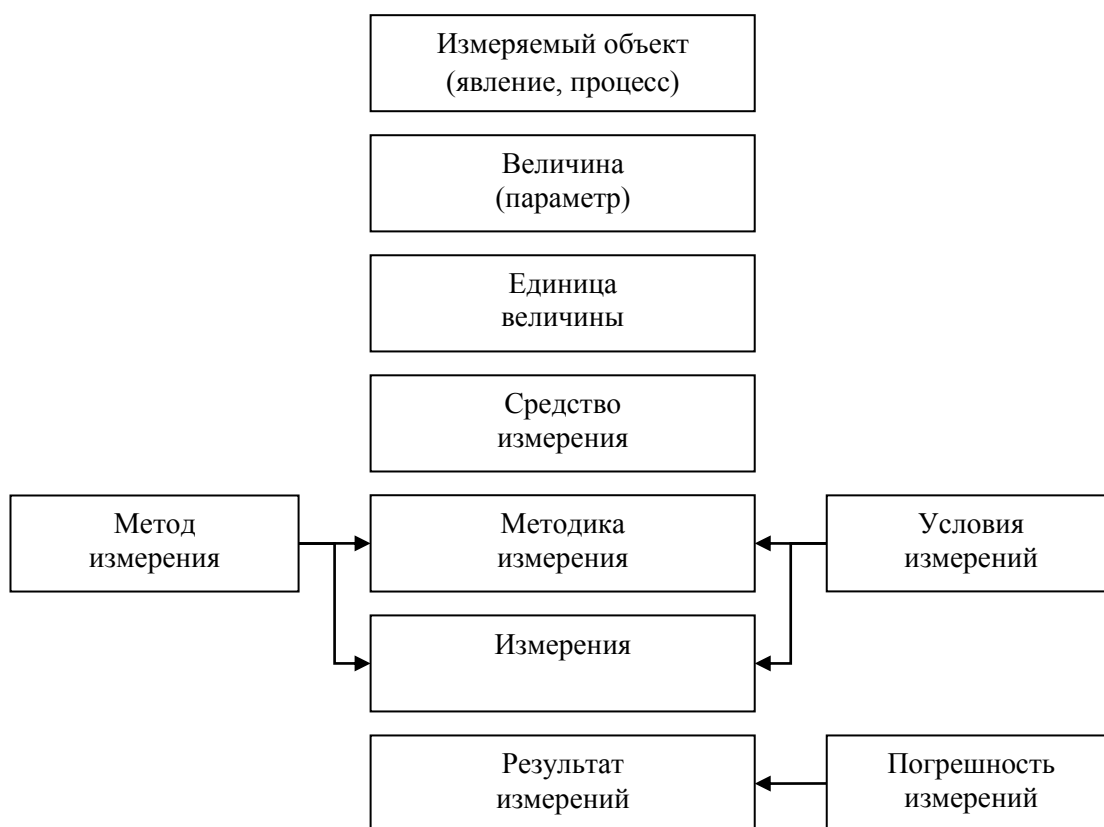 Измеряемый объект
(явление, процесс)
Величина
(параметр)
Единица
величины
Средство
измерения
Метод
измерения
Методика
измерения
Условия
измерений
Измерения
Результат
измерений
Погрешность
измерений